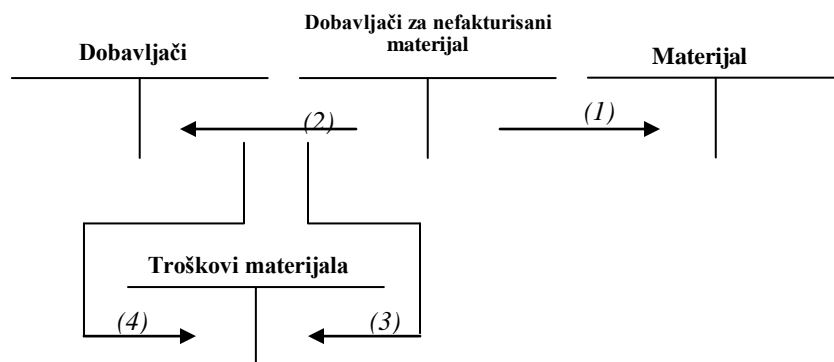 Dobavljači
Dobavljači za nefakturisani
materijal
Materijal
(2)
(1)
Troškovi materijala
(4)
(3)